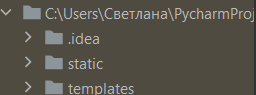 C:\Users\Светлана\PycharmProj
.idea
static
templates